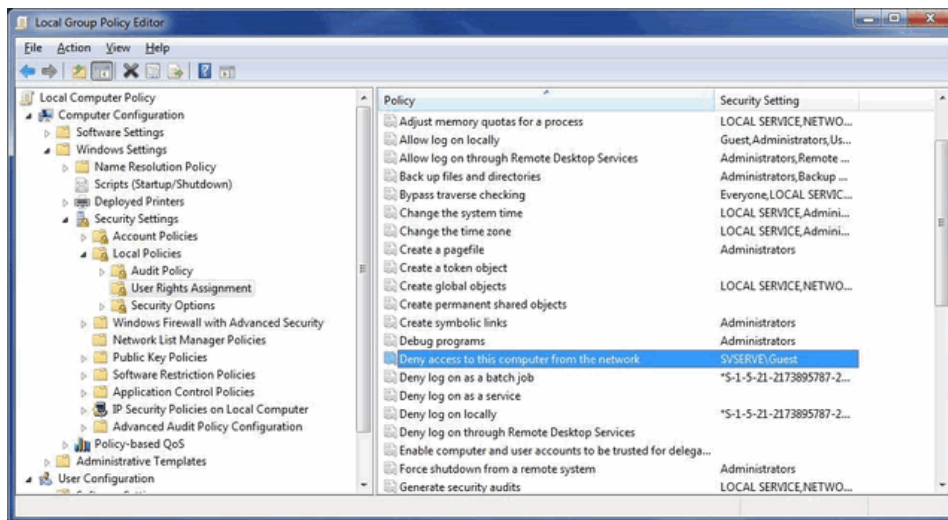 Local Group Policy Editor
File Action View Help
Local Computer Policy
Computer Configuration
Software Settings
Windows Settings
Name Resolution Policy
Scripts (Startup/Shutdown)
Deployed Printers
Security Settings
Account Policies
Local Policies
Audit Policy
User Rights Assignment
Security Options
Windows Firewall with Advanced Security
Network List Manager Policies
Public Key Policies
Software Restriction Policies
Application Control Policies
IP Security Policies on Local Computer
Advanced Audit Policy Configuration
Policy-based QoS
Administrative Templates
User Configuration
Policy Security Setting
Adjust memory quotas for a process LOCAL SERVICE,NETWO...
Allow log on locally Guest,Administrators,Us...
Allow log on through Remote Desktop Services Administrators,Remote ...
Back up files and directories Administrators,Backup ...
Bypass traverse checking Everyone,LOCAL SERVIC...
Change the system time LOCAL SERVICE,Admini...
Change the time zone LOCAL SERVICE,Admini...
Create a pagefile Administrators
Create a token object
Create global objects LOCAL SERVICE,NETWO...
Create permanent shared objects
Create symbolic links Administrators
Debug programs Administrators
Deny access to this computer from the network SVSERVE\Guest
Deny log on as a batch job *S-1-5-21-2173895787-2...
Deny log on as a service
Deny log on locally *S-1-5-21-2173895787-2...
Deny log on through Remote Desktop Services
Enable computer and user accounts to be trusted for delega...
Force shutdown from a remote system Administrators
Generate security audits LOCAL SERVICE,NETWO...